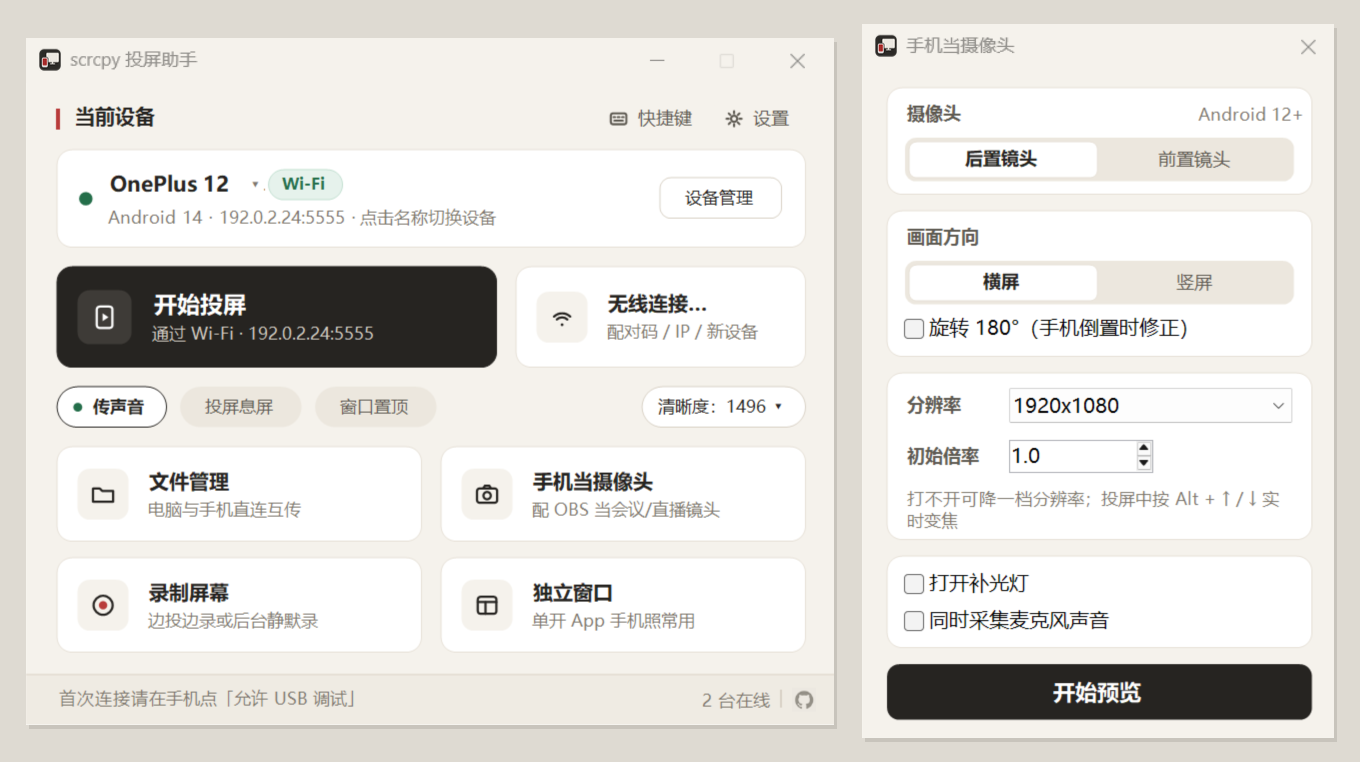 scrcpy 投屏助手
当前设备
快捷键
设置
OnePlus 12
Wi-Fi
Android 14 · 192.0.2.24:5555 · 点击名称切换设备
设备管理
开始投屏
通过 Wi-Fi · 192.0.2.24:5555
无线连接...
配对码 / IP / 新设备
传声音
投屏息屏
窗口置顶
清晰度: 1496
文件管理
电脑与手机直连互传
手机当摄像头
配 OBS 当会议/直播镜头
录制屏幕
边投边录或后台静默录
独立窗口
单开 App 手机照常用
首次连接请在手机点「允许 USB 调试」
2 台在线
手机当摄像头
摄像头
Android 12+
后置镜头
前置镜头
画面方向
横屏
竖屏
旋转 180°（手机倒置时修正）
分辨率
1920x1080
初始倍率
1.0
打不开可降一档分辨率；投屏中按 Alt + ↑ / ↓ 实
时变焦
打开补光灯
同时采集麦克风声音
开始预览